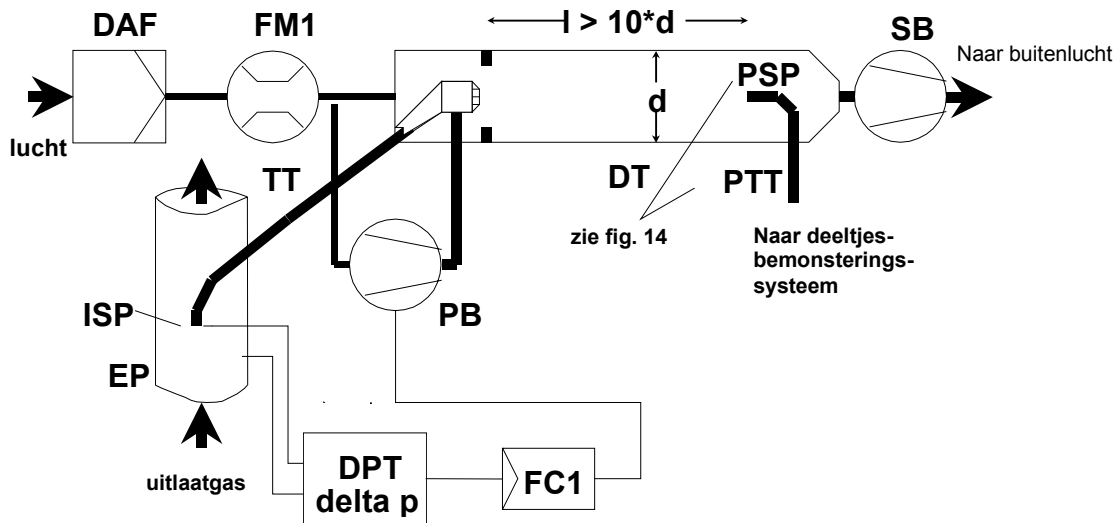 DAF
FM1
l > 10*d
SB
Naar buitenlucht
PSP
d
lucht
TT
DT
PTT
zie fig. 14
Naar deeltjes-
bemonsterings-
systeem
ISP
PB
EP
uitlaatgas
DPT
delta p
FC1